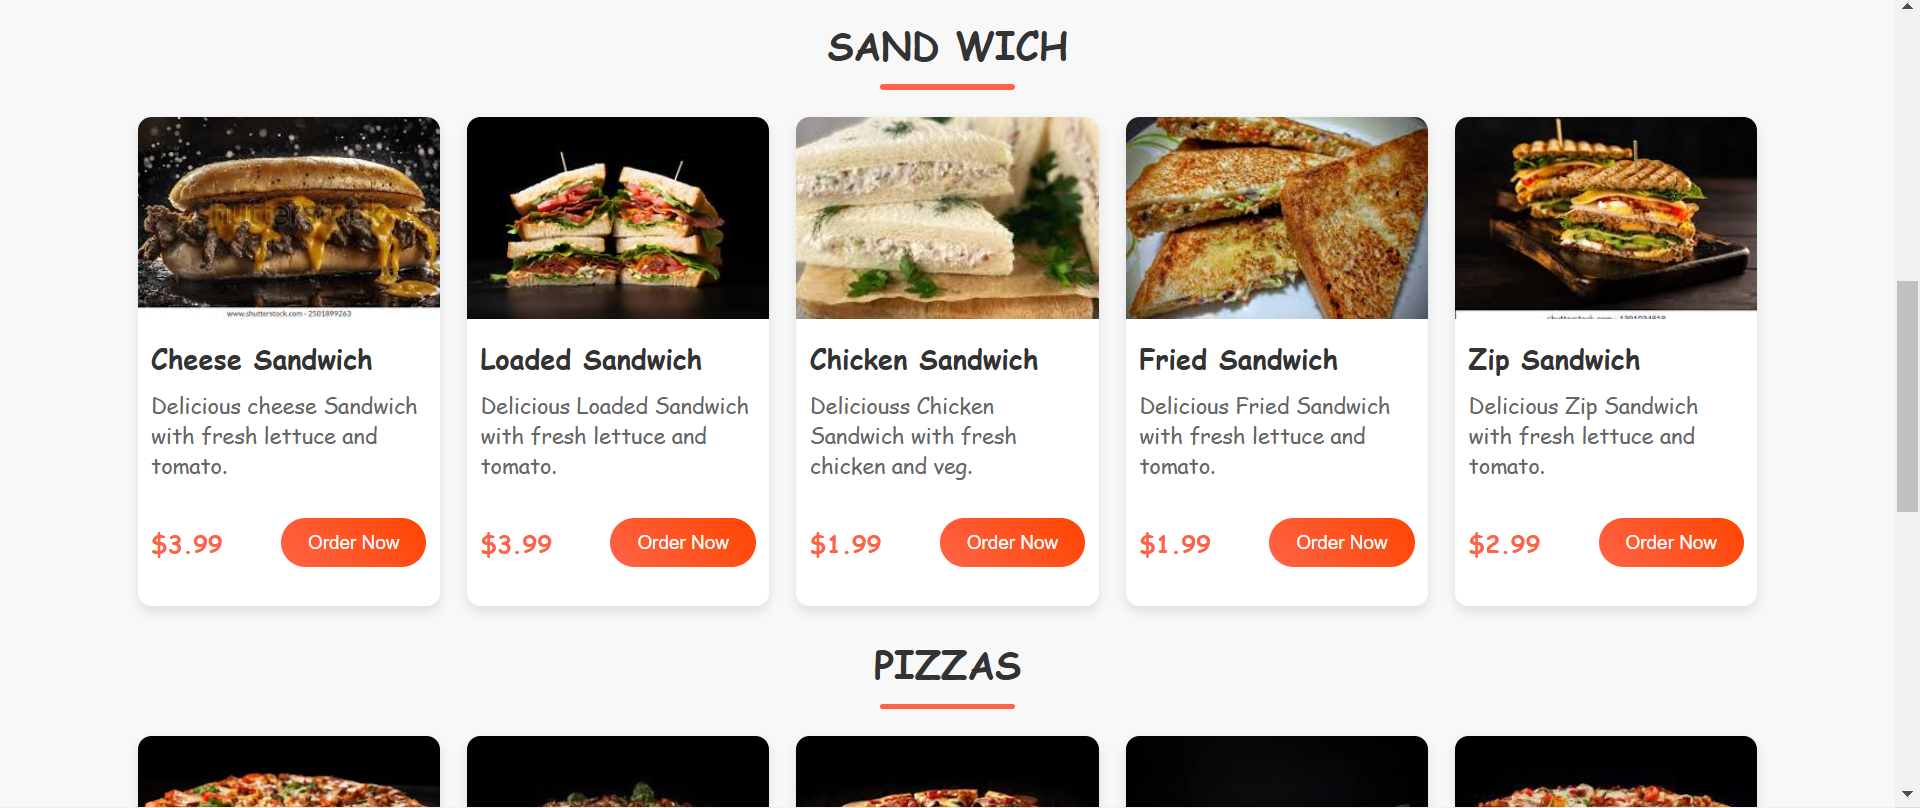 SAND WICH
shutterstock
www.shutterstock.com · 2501899263
Cheese Sandwich
Delicious cheese Sandwich
with fresh lettuce and
tomato.
$3.99
Order Now
Loaded Sandwich
Delicious Loaded Sandwich
with fresh lettuce and
tomato.
$3.99
Order Now
Chicken Sandwich
Deliciouss Chicken
Sandwich with fresh
chicken and veg.
$1.99
Order Now
Fried Sandwich
Delicious Fried Sandwich
with fresh lettuce and
tomato.
$1.99
Order Now
Zip Sandwich
Delicious Zip Sandwich
with fresh lettuce and
tomato.
$2.99
Order Now
PIZZAS